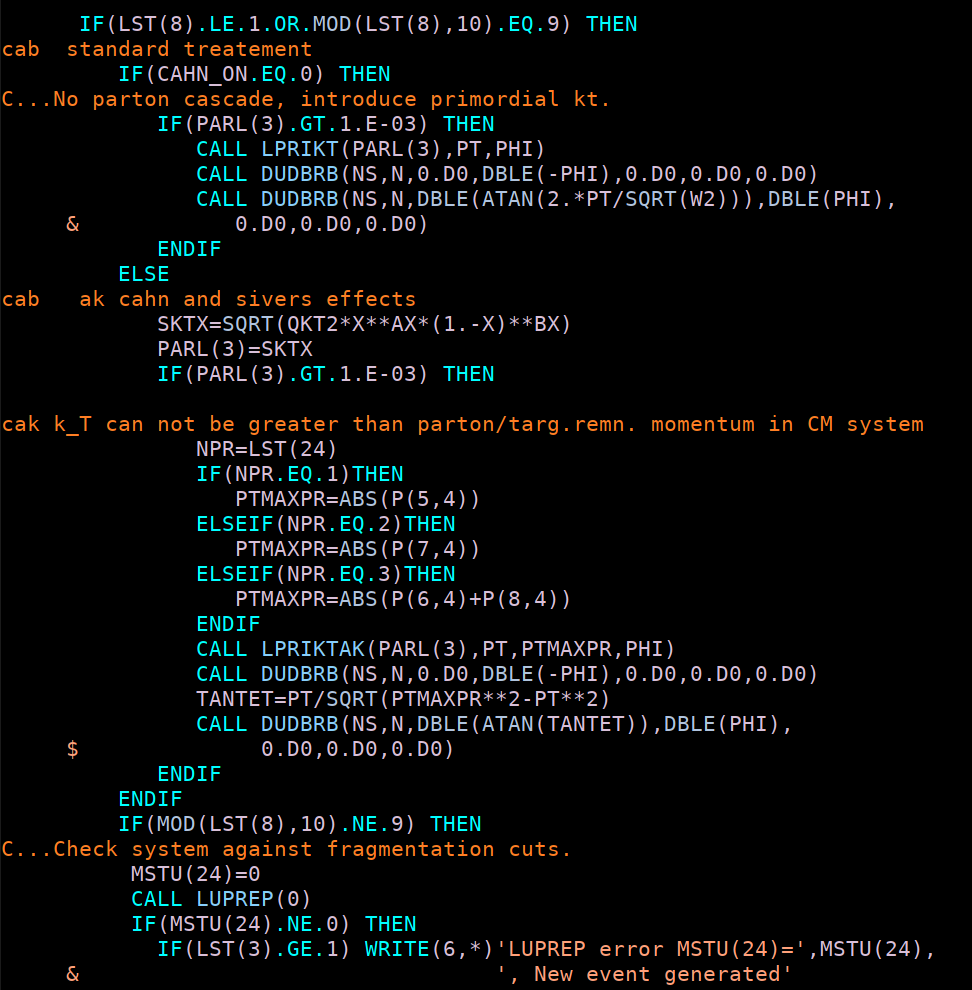 IF(LST(8).LE.1.OR.MOD(LST(8),10).EQ.9) THEN
cab  standard treatement
         IF(CAHN_ON.EQ.0) THEN
C...No parton cascade, introduce primordial kt.
            IF(PARL(3).GT.1.E-03) THEN
               CALL LPRIKT(PARL(3),PT,PHI)
               CALL DUDBRB(NS,N,0.D0,DBLE(-PHI),0.D0,0.D0,0.D0)
               CALL DUDBRB(NS,N,DBLE(ATAN(2.*PT/SQRT(W2))),DBLE(PHI),
     &            0.D0,0.D0,0.D0)
            ENDIF
         ELSE
cab   ak cahn and sivers effects
            SKTX=SQRT(QKT2*X**AX*(1.-X)**BX)
            PARL(3)=SKTX
            IF(PARL(3).GT.1.E-03) THEN
cak k_T can not be greater than parton/targ.remn. momentum in CM system
               NPR=LST(24)
               IF(NPR.EQ.1)THEN
                  PTMAXPR=ABS(P(5,4))
               ELSEIF(NPR.EQ.2)THEN
                  PTMAXPR=ABS(P(7,4))
               ELSEIF(NPR.EQ.3)THEN
                  PTMAXPR=ABS(P(6,4)+P(8,4))
               ENDIF
               CALL LPRIKTAK(PARL(3),PT,PTMAXPR,PHI)
               CALL DUDBRB(NS,N,0.D0,DBLE(-PHI),0.D0,0.D0,0.D0)
               TANTET=PT/SQRT(PTMAXPR**2-PT**2)
               CALL DUDBRB(NS,N,DBLE(ATAN(TANTET)),DBLE(PHI),
     $              0.D0,0.D0,0.D0)
            ENDIF
         ENDIF
         IF(MOD(LST(8),10).NE.9) THEN
C...Check system against fragmentation cuts.
          MSTU(24)=0
          CALL LUPREP(0)
          IF(MSTU(24).NE.0) THEN
            IF(LST(3).GE.1) WRITE(6,*)'LUPREP error MSTU(24)=',MSTU(24),
     &                                ', New event generated'